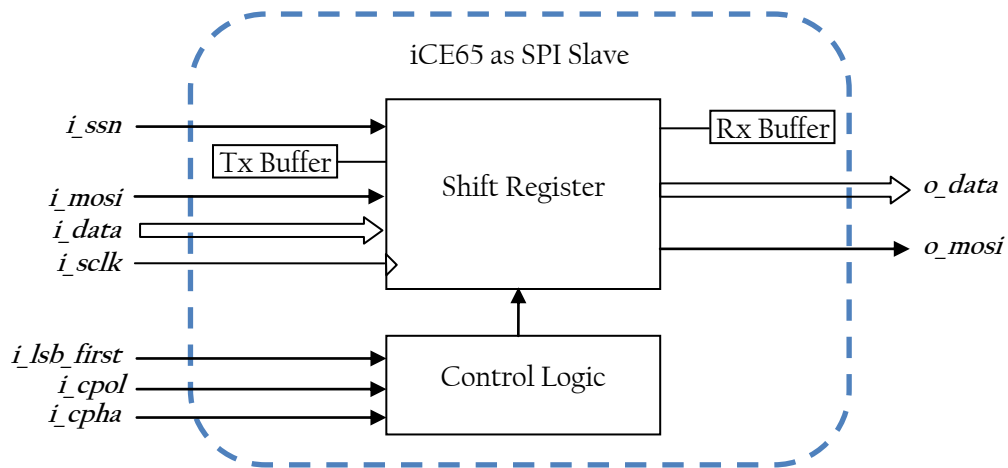 iCE65 as SPI Slave
i_ssn
Tx Buffer
i_mosi
i_data
i_sclk
Shift Register
Rx Buffer
o_data
o_mosi
i_lsb_first
i_cpol
i_cpha
Control Logic